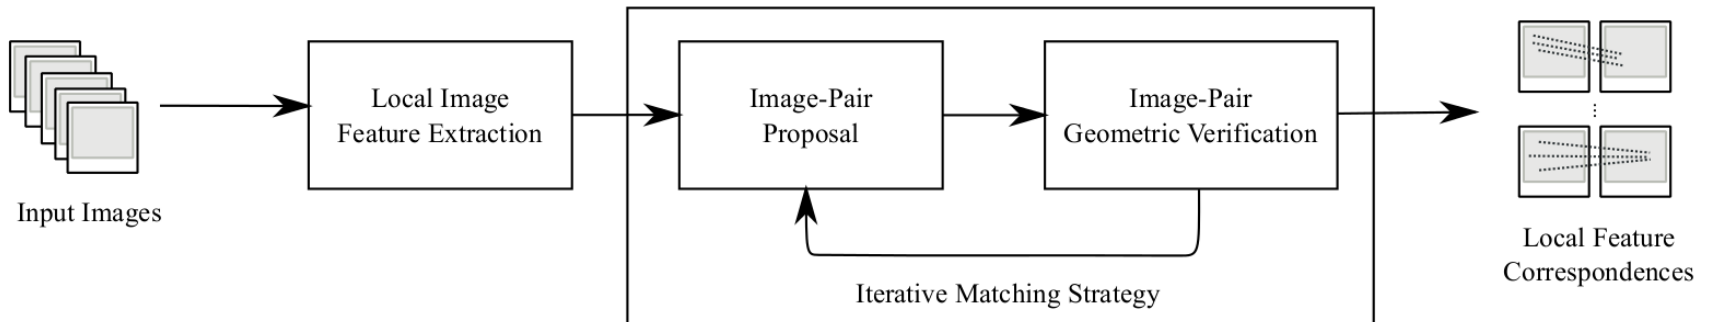 Input Images
Local Image
Feature Extraction
Image-Pair
Proposal
Image-Pair
Geometric Verification
Iterative Matching Strategy
Local Feature
Correspondences